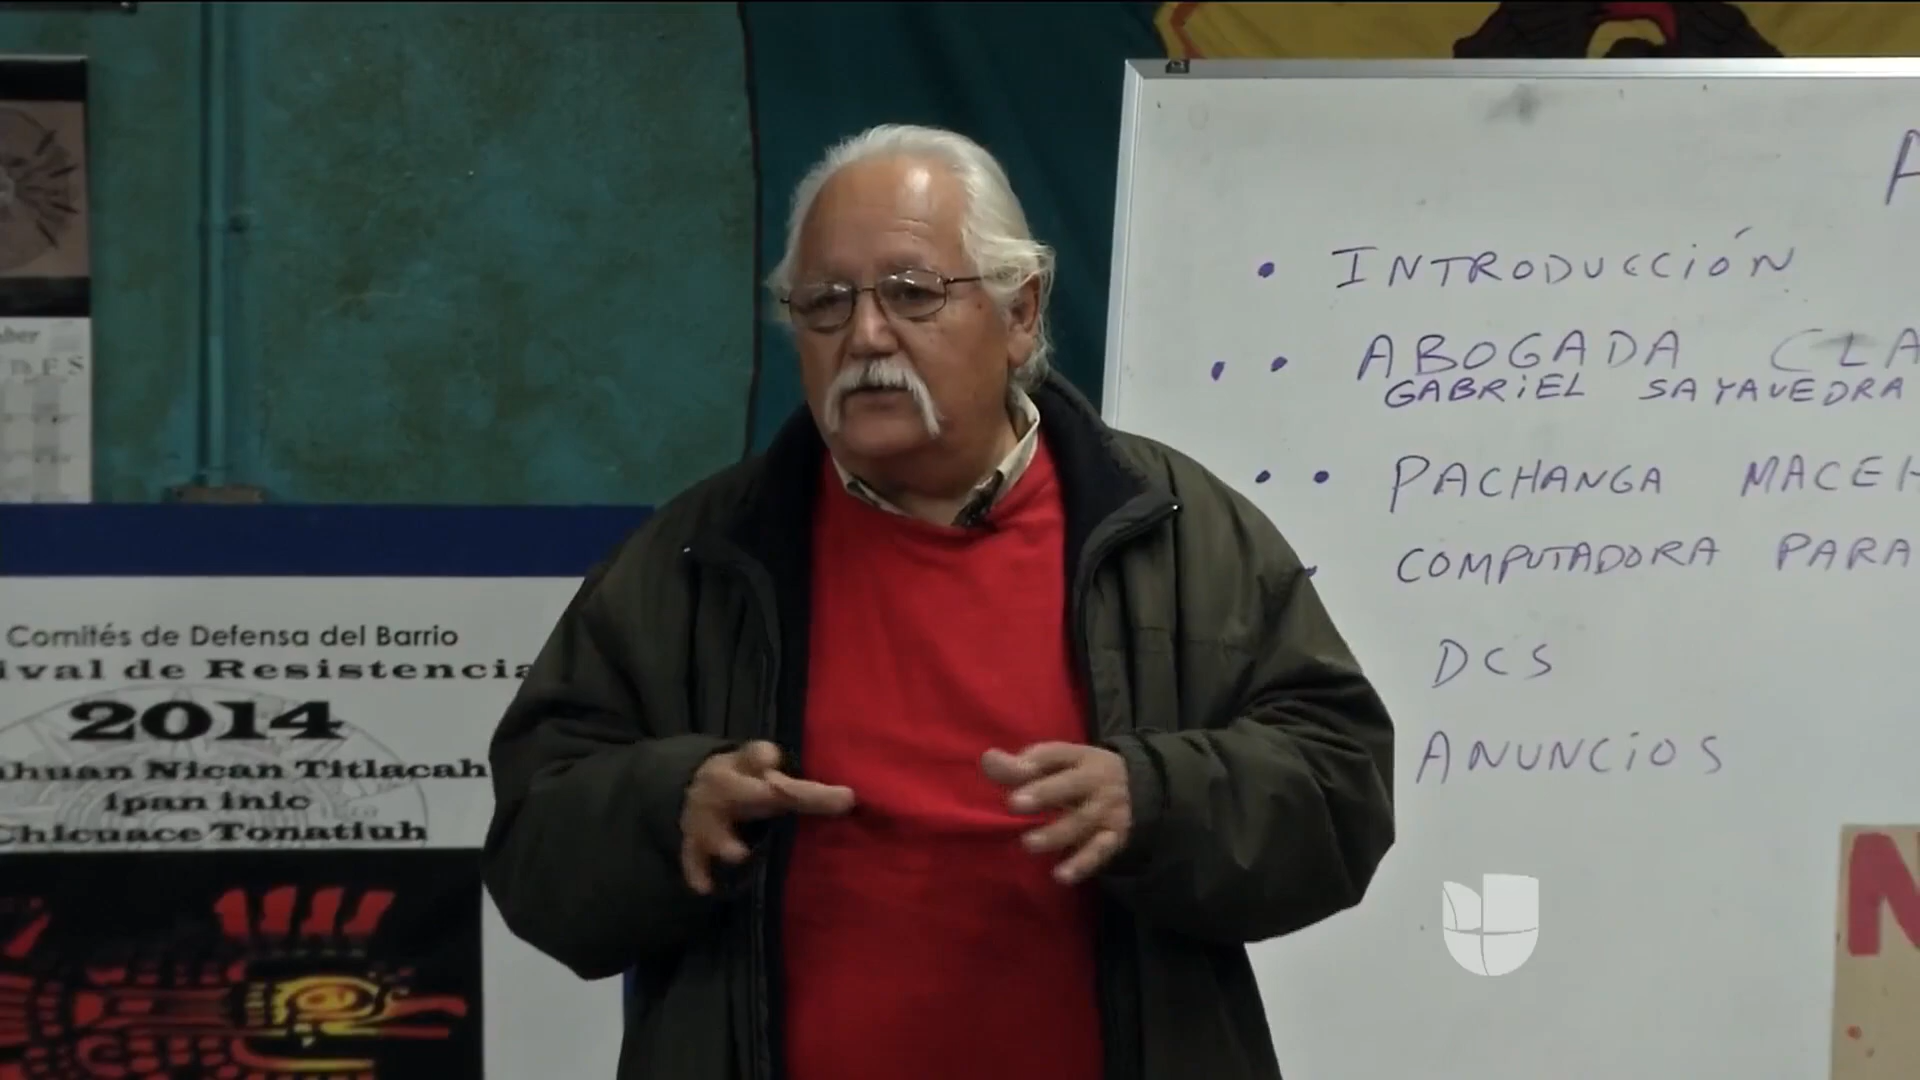 D F S
Comités de Defensa del Barrio
ival de Resistencia
2014
ahuan Nican Titlacah
ipan inic
Chicuace Tonatiuh
A
• INTRODUCCIÓN
• • ABOGADA CLA
GABRIEL SAYAVEDRA
• • PACHANGA MACEH
COMPUTADORA PARA
DCS
ANUNCIOS
N